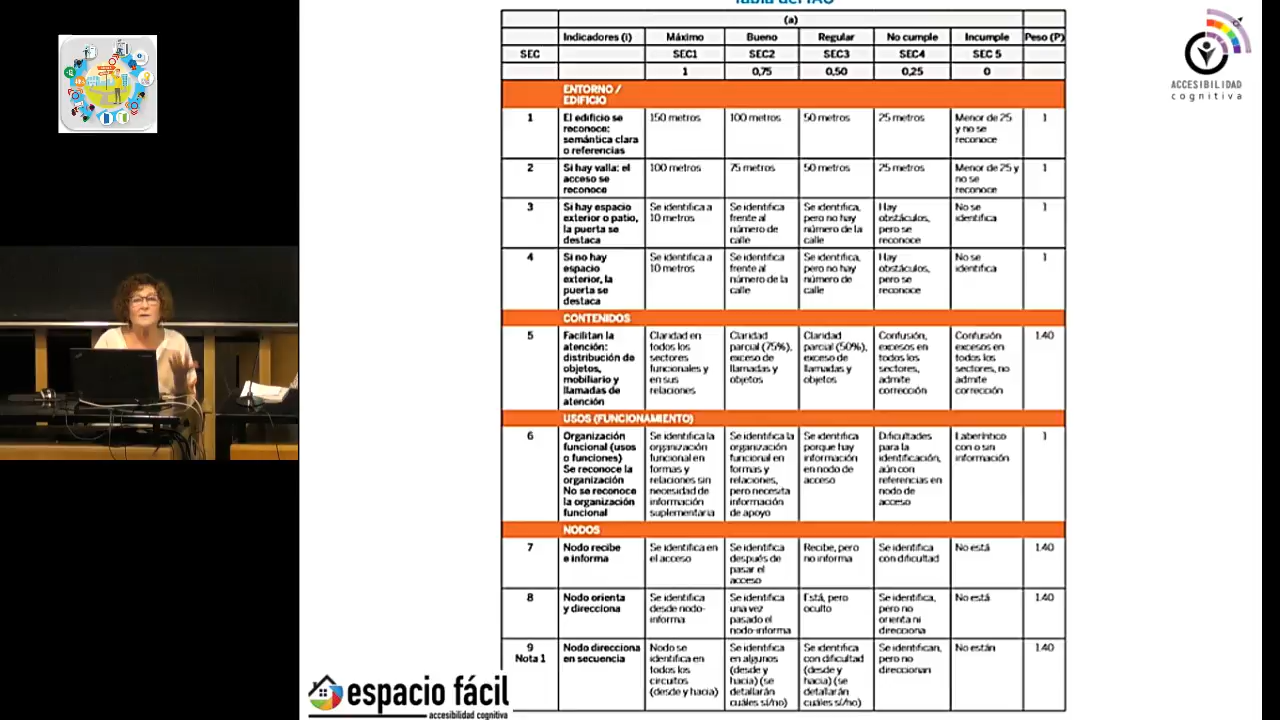 Tabla del IAC
(a)
Indicadores (i) Máximo Bueno Regular No cumple Incumple Peso (P)
SEC SEC1 SEC2 SEC3 SEC4 SEC 5
1 0,75 0,50 0,25 0
ENTORNO /
EDIFICIO
1 El edificio se 150 metros 100 metros 50 metros 25 metros Menor de 25 1
reconoce: y no se
semántica clara reconoce
o referencias
2 Si hay valla: el 100 metros 75 metros 50 metros 25 metros Menor de 25 y 1
acceso se no se
reconoce reconoce
3 Si hay espacio Se identifica a Se identifica Se identifica, Hay No se 1
exterior o patio, 10 metros frente al pero no hay obstáculos, identifica
la puerta se número de número de la pero se
destaca calle calle reconoce
4 Si no hay Se identifica a Se identifica Se identifica, Hay No se 1
espacio 10 metros frente al pero no hay obstáculos, identifica
exterior, la número de la número de la pero se
puerta se calle calle reconoce
destaca
CONTENIDOS
5 Facilitan la Claridad en Claridad Claridad Confusión, Confusión 1.40
atención: todos los parcial (75%), parcial (50%), excesos en excesos en
distribución de sectores exceso de exceso de todos los todos los
objetos, funcionales y llamadas y llamadas y sectores, sectores, no
mobiliario y en sus objetos objetos admite admite
llamadas de relaciones corrección corrección
atención
USOS (FUNCIONAMIENTO)
6 Organización Se identifica la Se identifica la Se identifica Dificultades Laberíntico 1
funcional (usos organización organización porque hay para la con o sin
o funciones) funcional en funcional en información identificación, información
Se reconoce la formas y formas y en nodo de aún con
organización relaciones sin relaciones, acceso referencias en
No se reconoce necesidad de pero necesita nodo de
la organización información información acceso
funcional suplementaria de apoyo
NODOS
7 Nodo recibe Se identifica en Se identifica Recibe, pero Se identifica No está 1.40
e informa el acceso después de no informa con dificultad
pasar el
acceso
8 Nodo orienta Se identifica Se identifica Está, pero Se identifica, No está 1.40
y direcciona desde nodo- una vez oculto pero no
informa pasado el orienta ni
nodo-informa direcciona
9 Nodo direcciona Nodo se Se identifica Se identifica Se identifican, No están 1.40
Nota 1 en secuencia identifica en en algunos con dificultad pero no
todos los (desde y (desde y direccionan
circuitos hacia) (se hacia) (se
(desde y hacia) detallarán detallarán
cuáles sí/no) cuáles sí/no)
ACCESIBILIDAD
cognitiva
espacio fácil
accesibilidad cognitiva